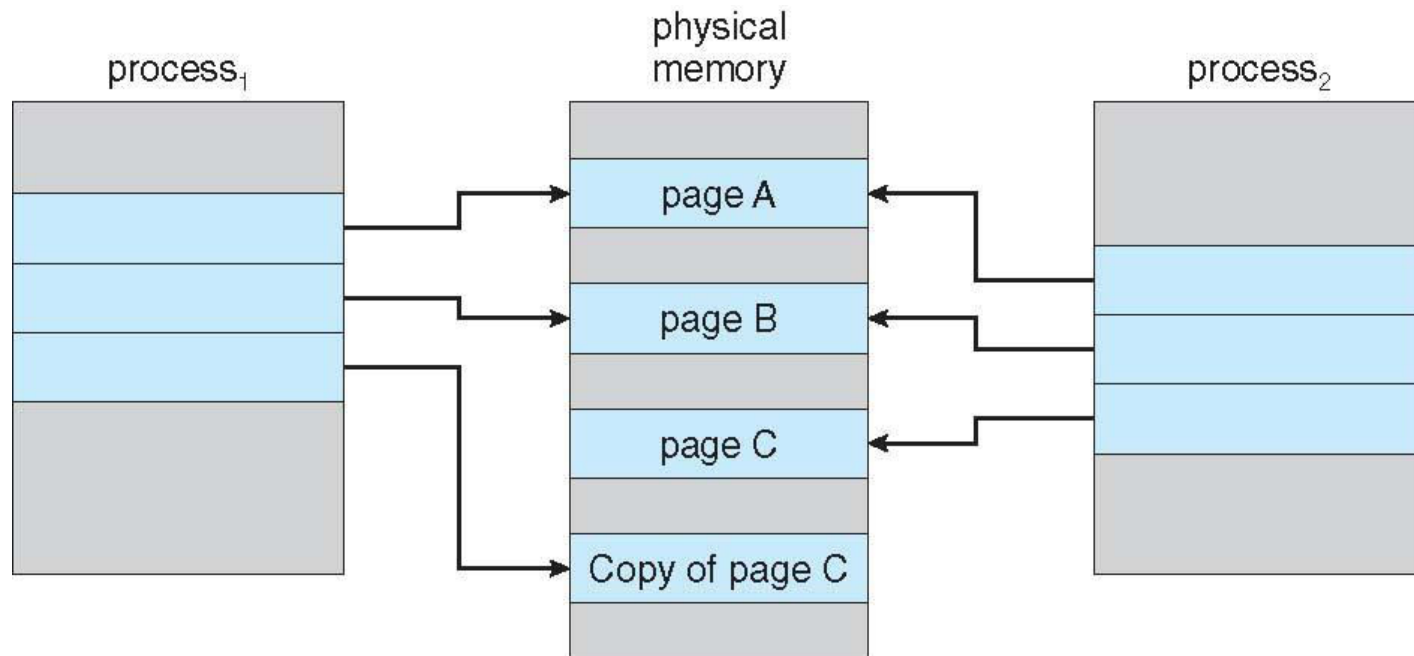 process₁
physical
memory
process₂
page A
page B
page C
Copy of page C